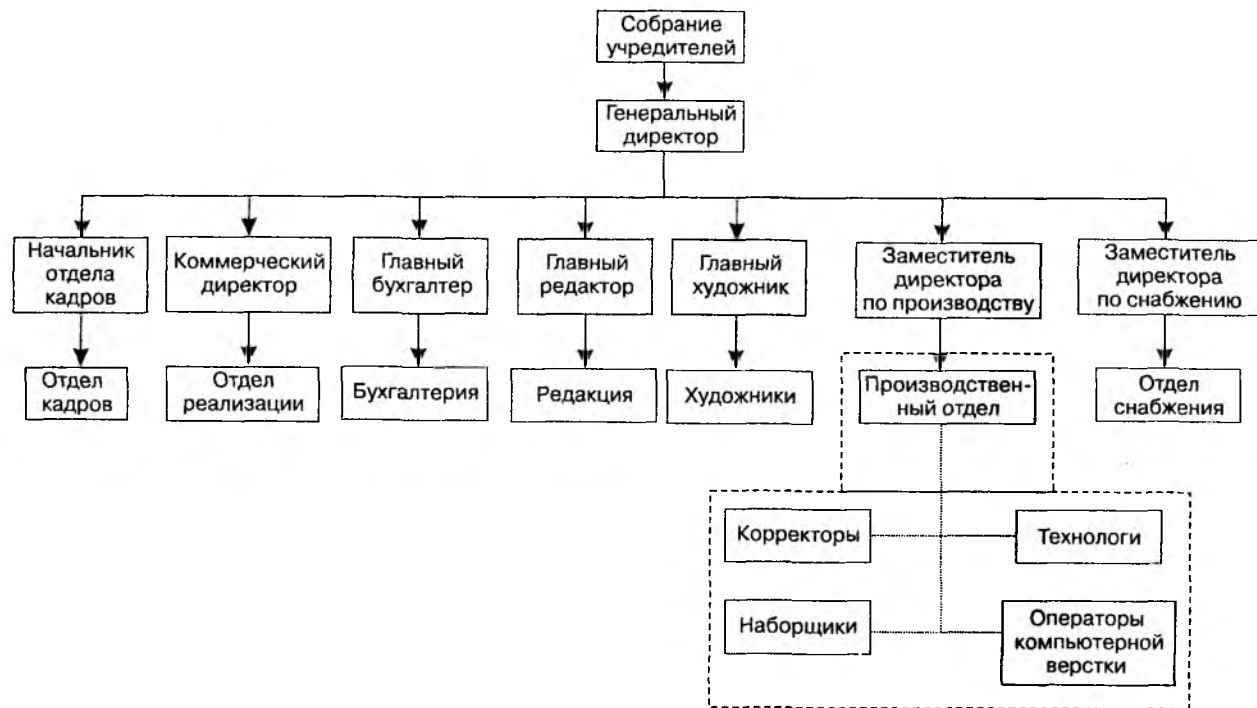 Собрание
учредителей
Генеральный
директор
Начальник
отдела
кадров
Коммерческий
директор
Главный
бухгалтер
Главный
редактор
Главный
художник
Заместитель
директора
по производству
Заместитель
директора
по снабжению
Отдел
кадров
Отдел
реализации
Бухгалтерия
Редакция
Художники
Производствен-
ный отдел
Отдел
снабжения
Корректоры
Технологи
Наборщики
Операторы
компьютерной
верстки